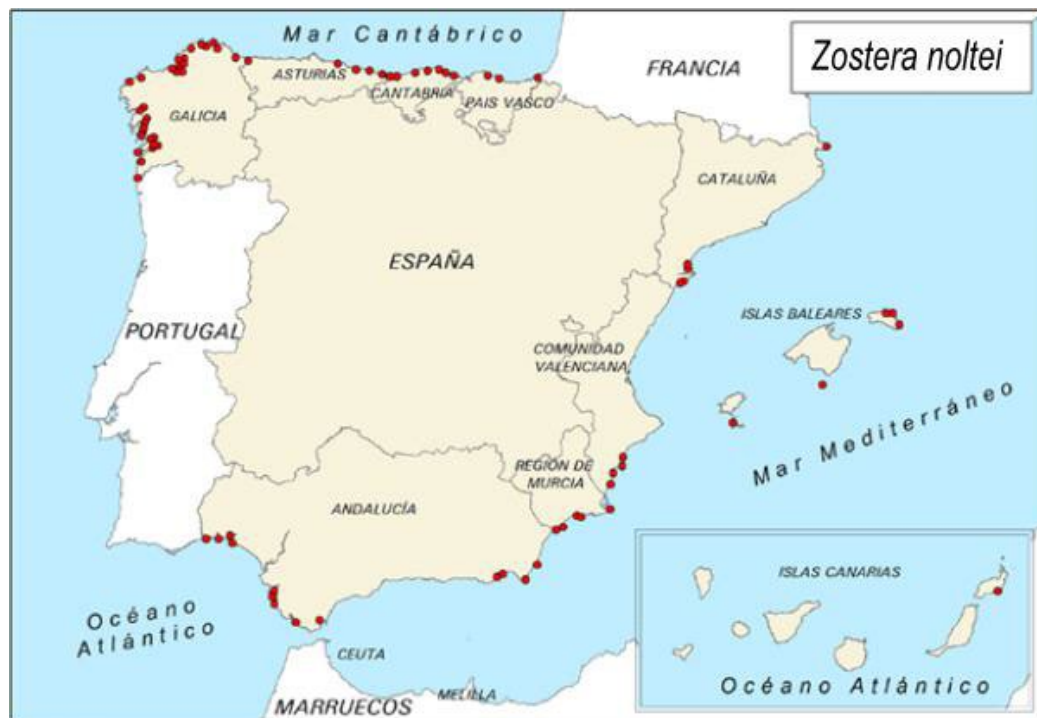 Mar Cantábrico
Zostera noltei
FRANCIA
ASTURIAS
CANTABRIA
PAIS VASCO
GALICIA
CATALUÑA
ESPAÑA
ISLAS BALEARES
PORTUGAL
COMUNIDAD
VALENCIANA
Mar Mediterráneo
REGIÓN DE
MURCIA
ANDALUCÍA
ISLAS CANARIAS
Océano
Atlántico
CEUTA
Océano Atlántico
MELILLA
MARRUECOS